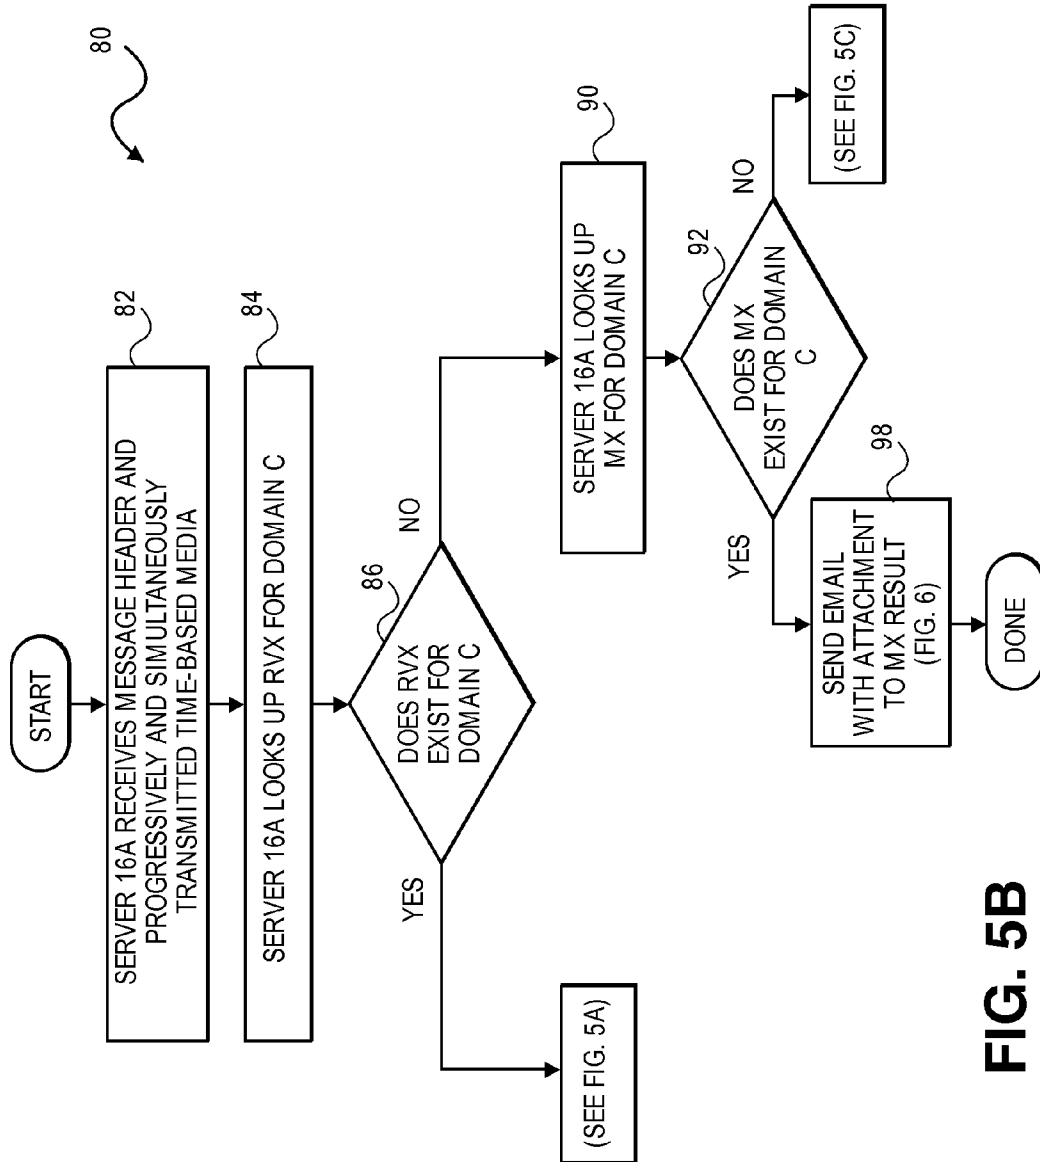 80
START
82
SERVER 16A RECEIVES MESSAGE HEADER AND
PROGRESSIVELY AND SIMULTANEOUSLY
TRANSMITTED TIME-BASED MEDIA
84
SERVER 16A LOOKS UP RVX FOR DOMAIN C
86
DOES RVX
EXIST FOR
DOMAIN C
YES
NO
(SEE FIG. 5A)
90
SERVER 16A LOOKS UP
MX FOR DOMAIN C
92
DOES MX
EXIST FOR DOMAIN
C
YES
NO
98
SEND EMAIL
WITH ATTACHMENT
TO MX RESULT
(FIG. 6)
(SEE FIG. 5C)
DONE
FIG. 5B